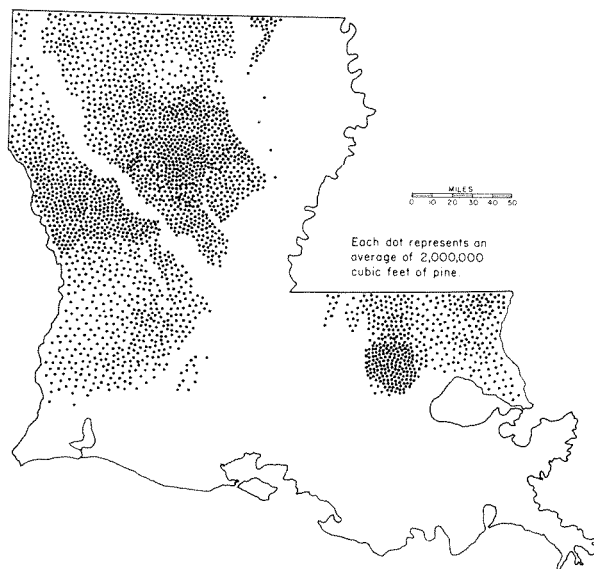 MILES
0 10 20 30 40 50
Each dot represents an
average of 2,000,000
cubic feet of pine.